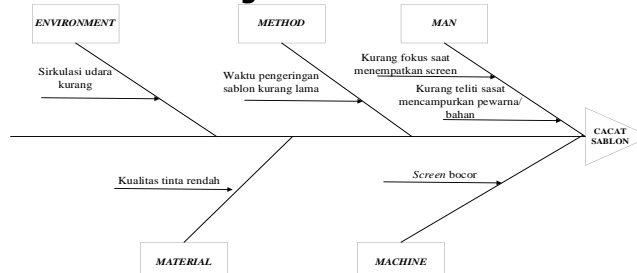 ENVIRONMENT
METHOD
MAN
Sirkulasi udara
kurang
Waktu pengeringan
sablon kurang lama
Kurang fokus saat
menempatkan screen
Kurang teliti sasat
mencampurkan pewarna/
bahan
CACAT
SABLON
Kualitas tinta rendah
Screen bocor
MATERIAL
MACHINE